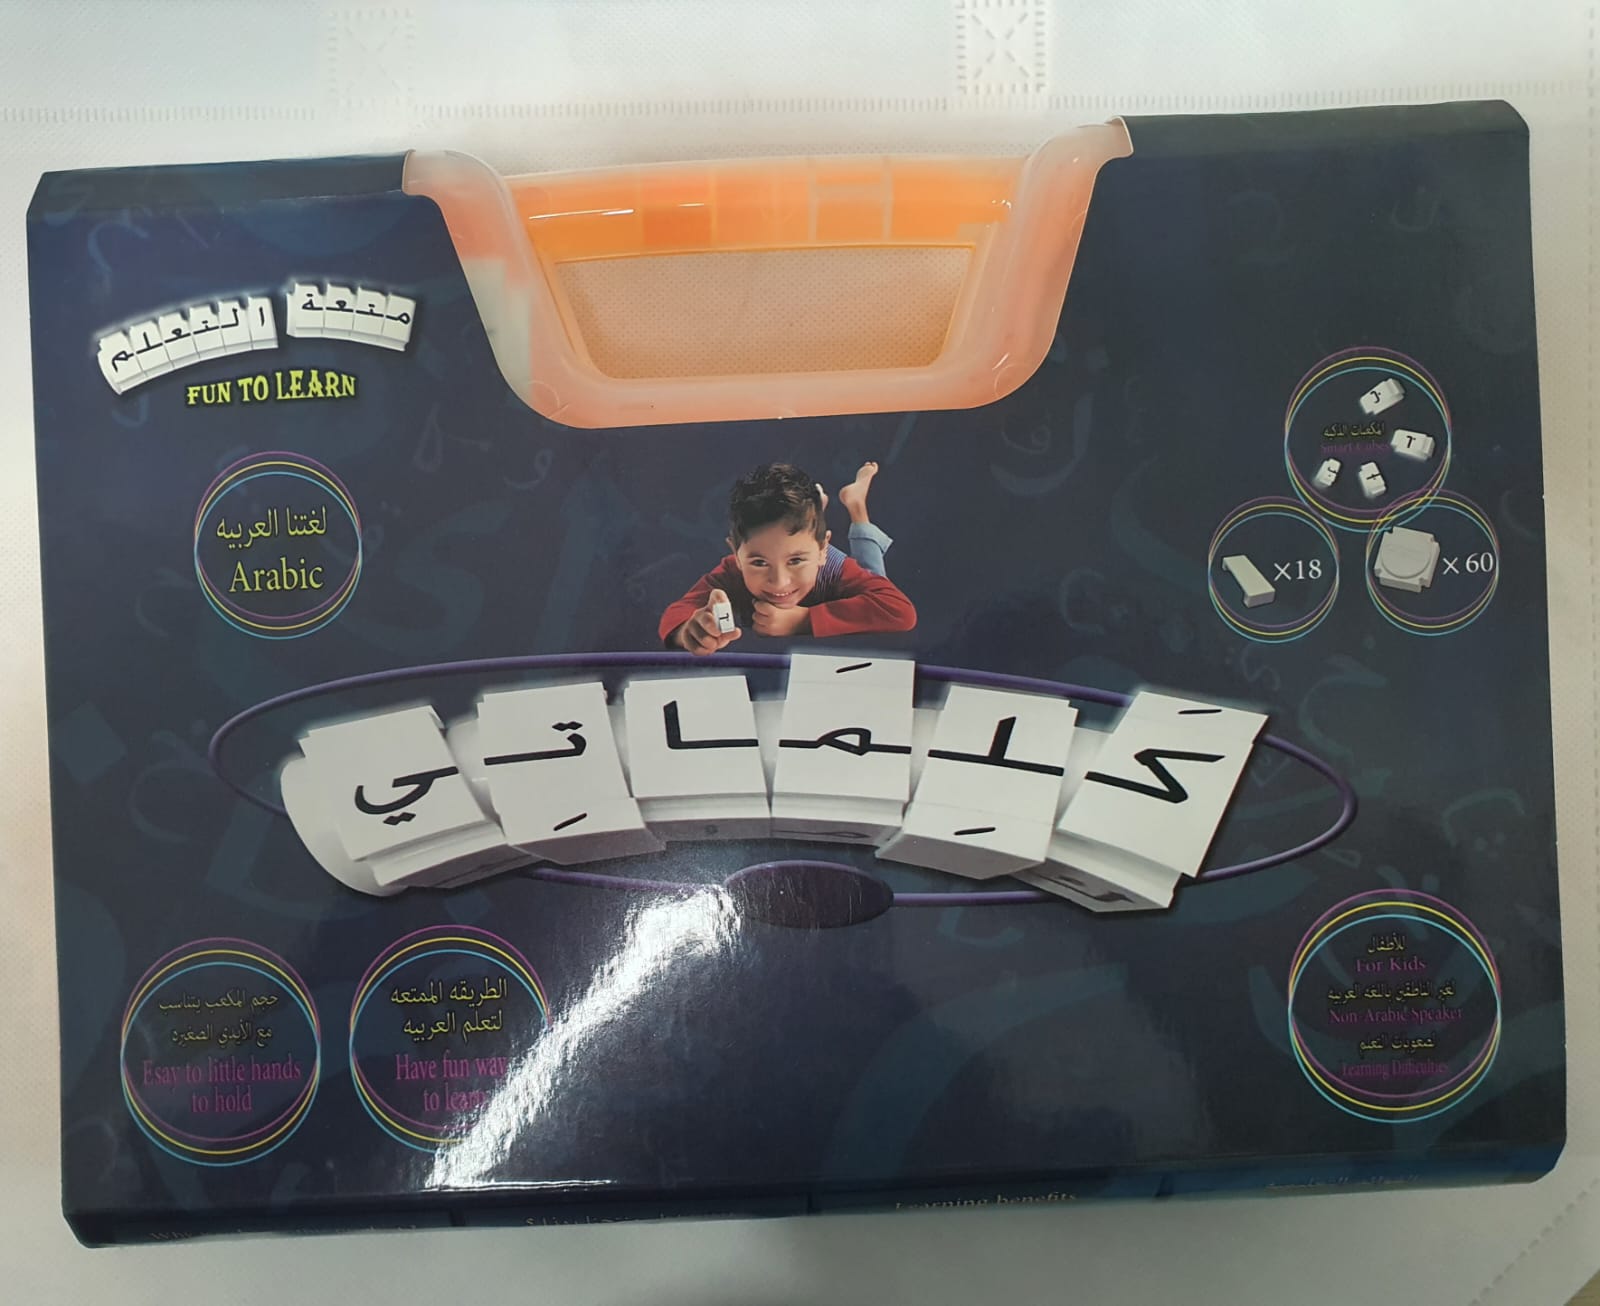 متعة التعلم
FUN TO LEARN
لغتنا العربيه
Arabic
المكعبات الذكيه
Smart Cubes
×18
×60
كَلِمَاتِي
حجم المكعب يتناسب
مع الأيدي الصغيره
Esay to little hands
to hold
الطريقه الممتعه
لتعلم العربيه
Have fun way
to learn
للأطفال
For Kids
لغير الناطقين باللغه العربيه
Non-Arabic Speaker
لصعوبات التعلم
Learning Difficulties
Learning benefits